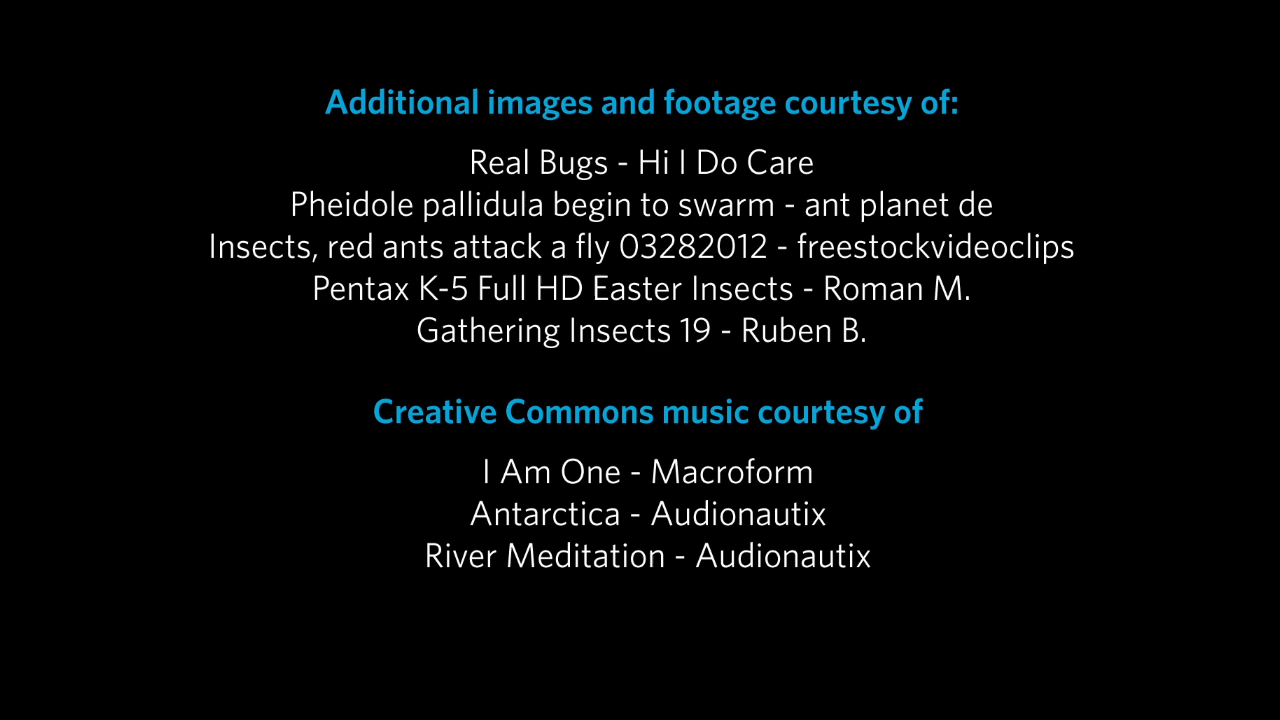 Additional images and footage courtesy of:
Real Bugs - Hi I Do Care
Pheidole pallidula begin to swarm - ant planet de
Insects, red ants attack a fly 03282012 - freestockvideoclips
Pentax K-5 Full HD Easter Insects - Roman M.
Gathering Insects 19 - Ruben B.
Creative Commons music courtesy of
I Am One - Macroform
Antarctica - Audionautix
River Meditation - Audionautix